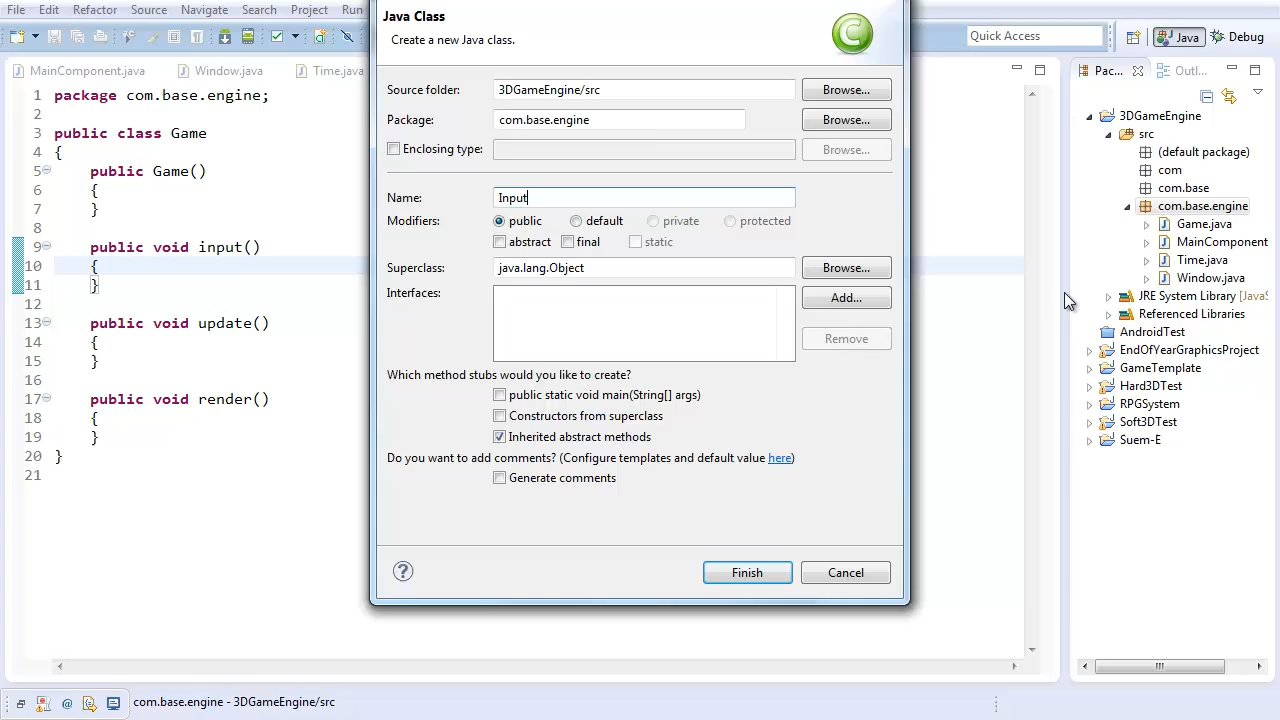 File Edit Refactor Source Navigate Search Project Run
Java Class
Create a new Java class.
Quick Access
Java
Debug
MainComponent.java
Window.java
Time.java
Pac...
Outl...
1 package com.base.engine;
2
3 public class Game
4 {
5 public Game()
6 {
7 }
8
9 public void input()
10 {
11 }
12
13 public void update()
14 {
15 }
16
17 public void render()
18 {
19 }
20 }
21
Source folder: 3DGameEngine/src Browse...
Package: com.base.engine Browse...
Enclosing type: Browse...
Name: Input
Modifiers: public default private protected
abstract final static
Superclass: java.lang.Object Browse...
Interfaces: Add...
Remove
Which method stubs would you like to create?
public static void main(String[] args)
Constructors from superclass
Inherited abstract methods
Do you want to add comments? (Configure templates and default value here)
Generate comments
? Finish Cancel
3DGameEngine
src
(default package)
com
com.base
com.base.engine
Game.java
MainComponent
Time.java
Window.java
JRE System Library [JavaS
Referenced Libraries
AndroidTest
EndOfYearGraphicsProject
GameTemplate
Hard3DTest
RPGSystem
Soft3DTest
Suem-E
com.base.engine - 3DGameEngine/src